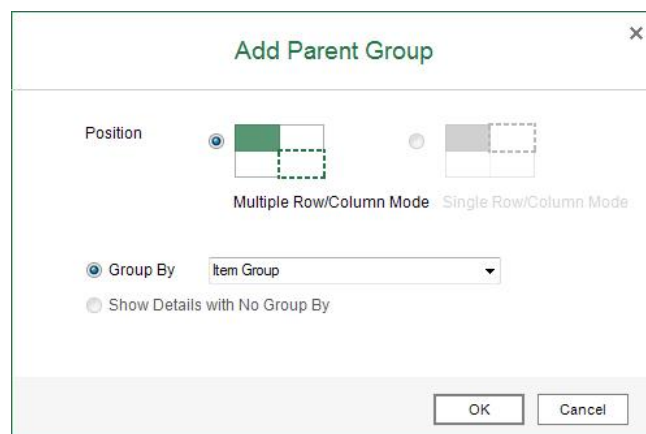 Add Parent Group
Position
Multiple Row/Column Mode Single Row/Column Mode
Group By Item Group
Show Details with No Group By
OK Cancel